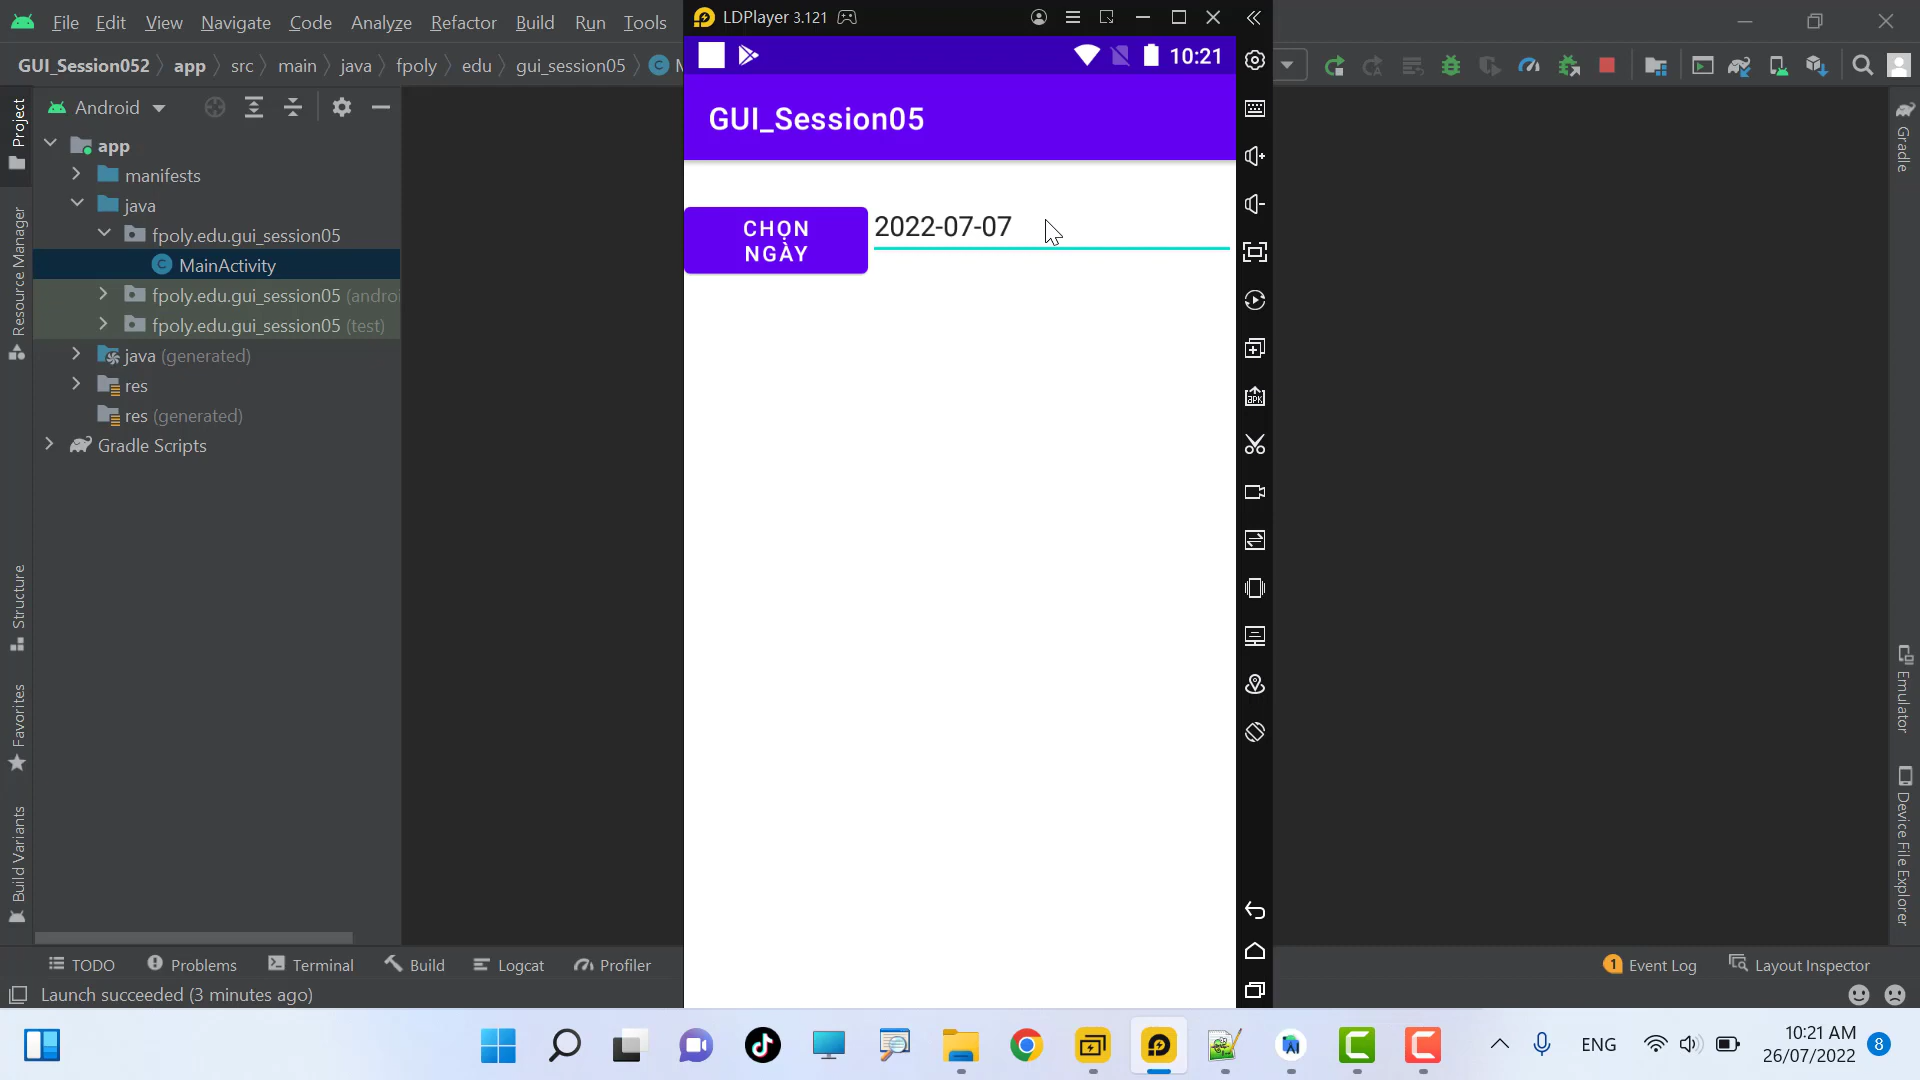 File Edit View Navigate Code Analyze Refactor Build Run Tools
LDPlayer 3.121
GUI_Session052 app src main java fpoly edu gui_session05
10:21
Android
GUI_Session05
app
manifests
java
fpoly.edu.gui_session05
MainActivity
fpoly.edu.gui_session05 (andro
fpoly.edu.gui_session05 (test)
java (generated)
res
res (generated)
Gradle Scripts
CHỌN
NGÀY
2022-07-07
Project
Resource Manager
Structure
Favorites
Build Variants
Gradle
Emulator
Device File Explorer
TODO Problems Terminal Build Logcat Profiler
1 Event Log Layout Inspector
Launch succeeded (3 minutes ago)
ENG
10:21 AM
26/07/2022
8